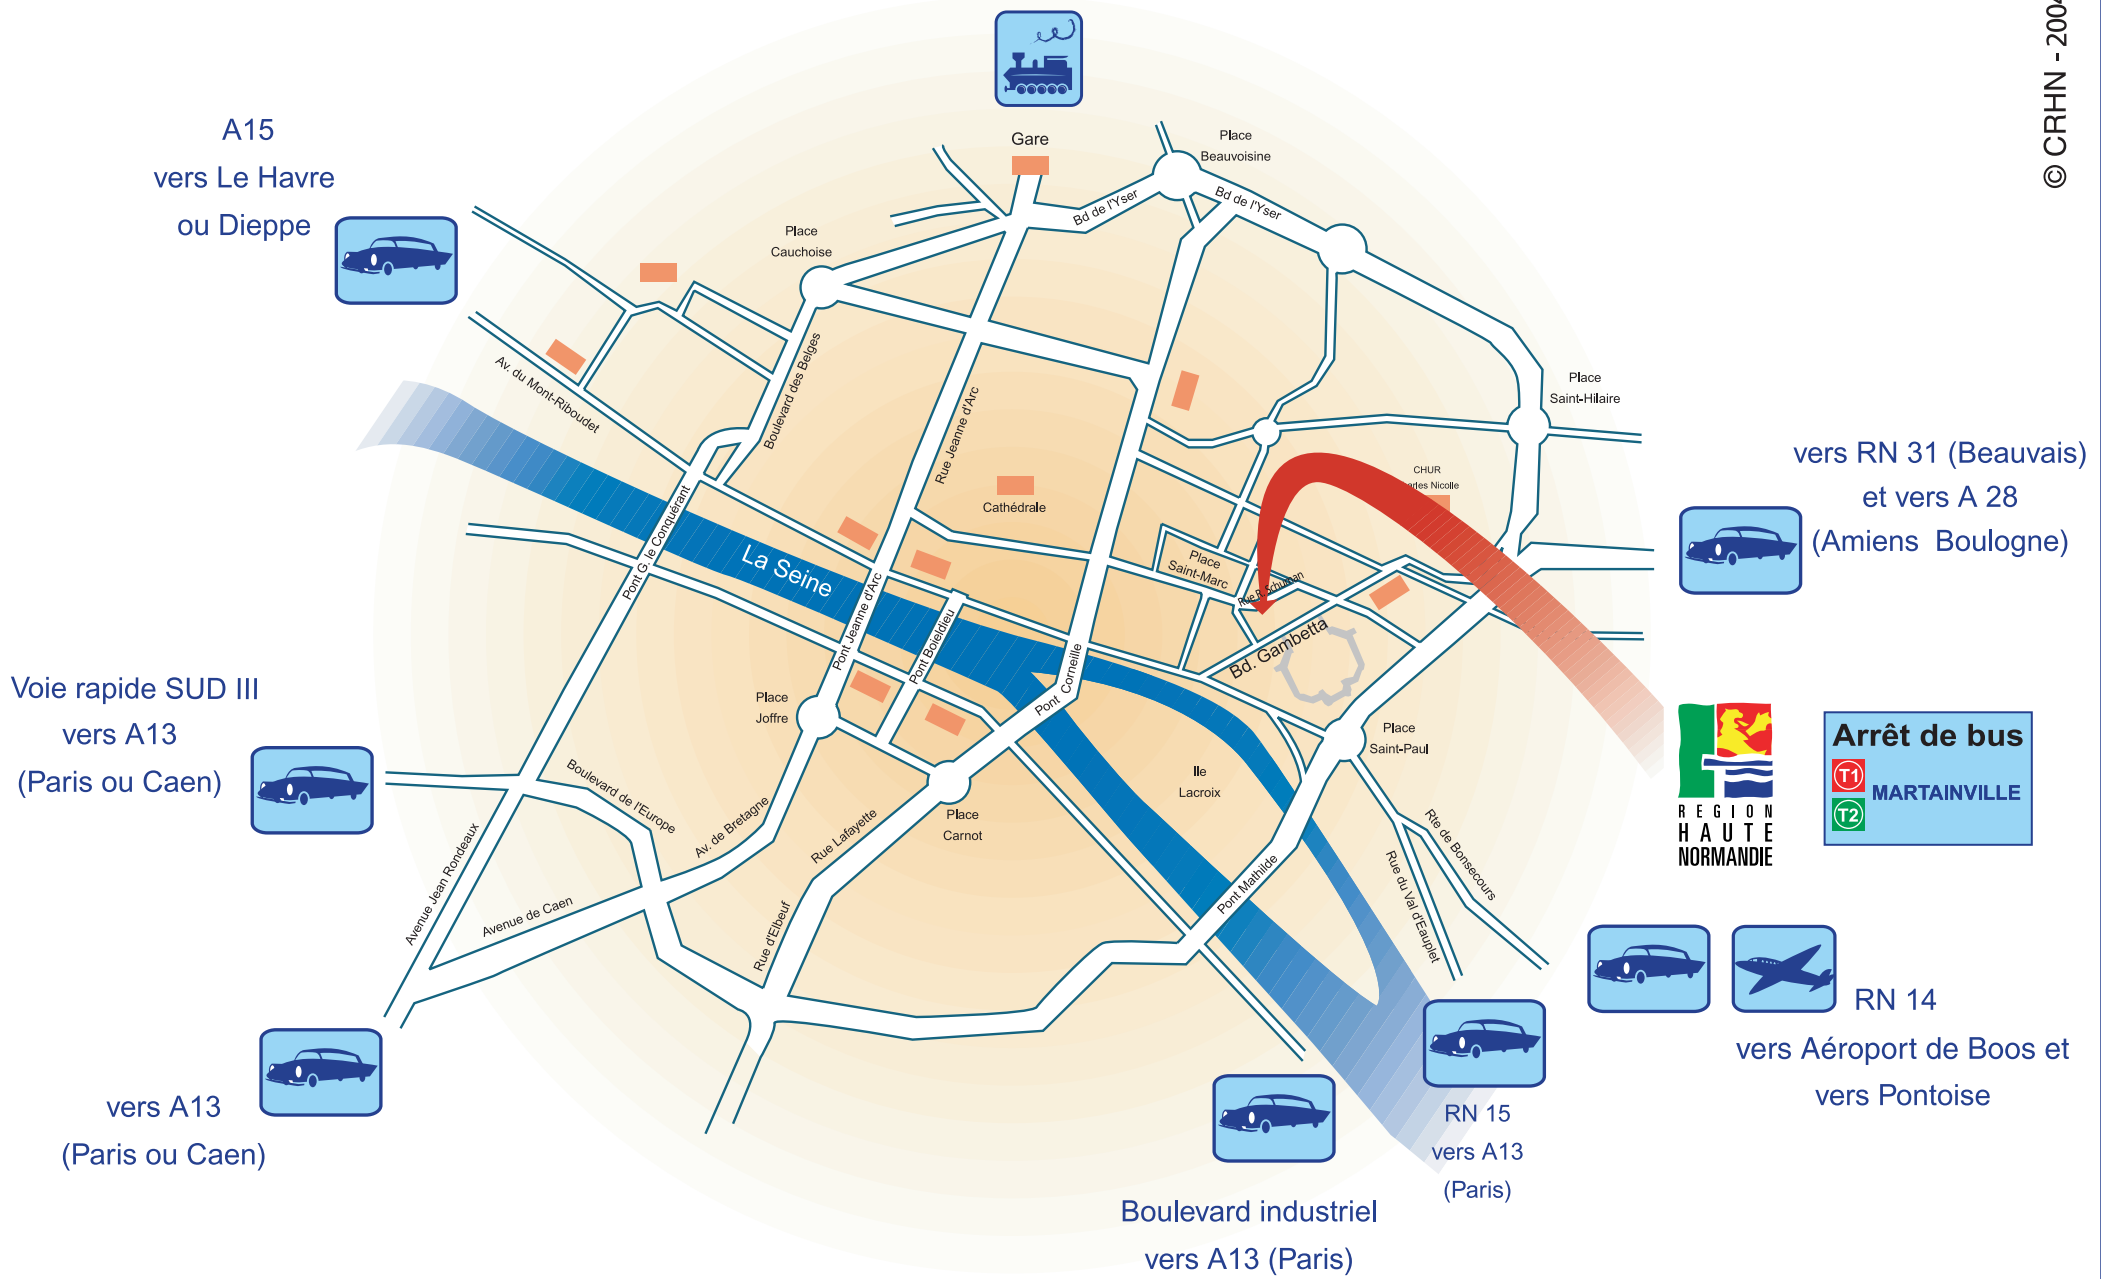 © CRHN - 2004
A15
vers Le Havre
ou Dieppe
Gare
Place
Beauvoisine
Bd de l'Yser
Bd de l'Yser
Place
Cauchoise
Av. du Mont-Riboudet
Boulevard des Belges
Rue Jeanne d'Arc
Place
Saint-Hilaire
CHUR
Cathédrale
vers RN 31 (Beauvais)
et vers A 28
(Amiens Boulogne)
Pont G. le Conquérant
La Seine
Place
Saint-Marc
Rue R. Schuman
Pont Jeanne d'Arc
Pont Boieldieu
Pont Corneille
Bd. Gambetta
Voie rapide SUD III
vers A13
(Paris ou Caen)
Place
Joffre
Place
Saint-Paul
Ile
Lacroix
REGION
HAUTE
NORMANDIE
Arrêt de bus
T1
MARTAINVILLE
T2
Boulevard de l'Europe
Av. de Bretagne
Rue Lafayette
Place
Carnot
Avenue Jean Rondeaux
Avenue de Caen
Rue d'Elbeuf
Pont Mathilde
Rte de Bonsecours
Rue du Val d'Eauplet
RN 14
vers Aéroport de Boos et
vers Pontoise
vers A13
(Paris ou Caen)
RN 15
vers A13
(Paris)
Boulevard industriel
vers A13 (Paris)